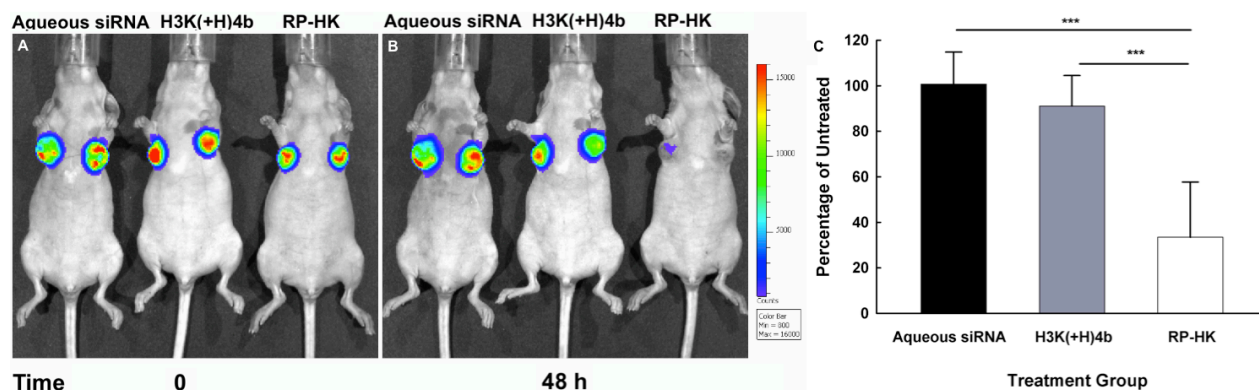 Aqueous siRNA H3K(+H)4b RP-HK
A
Aqueous siRNA H3K(+H)4b RP-HK
B
15000
10000
5000
Counts
Color Bar
Min = 800
Max = 16000
Time 0 48 h
C
Percentage of Untreated
120
100
80
60
40
20
0
***
***
Aqueous siRNA H3K(+H)4b RP-HK
Treatment Group